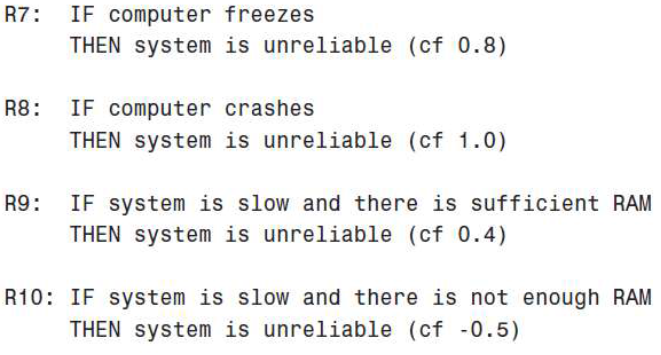 R7: IF computer freezes
THEN system is unreliable (cf 0.8)
R8: IF computer crashes
THEN system is unreliable (cf 1.0)
R9: IF system is slow and there is sufficient RAM
THEN system is unreliable (cf 0.4)
R10: IF system is slow and there is not enough RAM
THEN system is unreliable (cf -0.5)